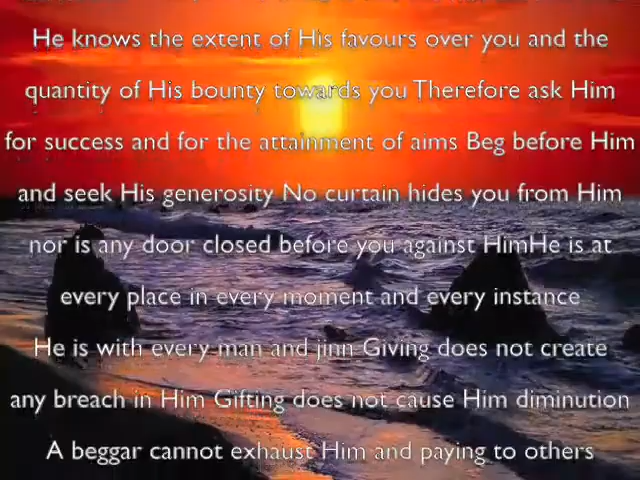 He knows the extent of His favours over you and the
quantity of His bounty towards you Therefore ask Him
for success and for the attainment of aims Beg before Him
and seek His generosity No curtain hides you from Him
nor is any door closed before you against HimHe is at
every place in every moment and every instance
He is with every man and jinn Giving does not create
any breach in Him Gifting does not cause Him diminution
A beggar cannot exhaust Him and paying to others